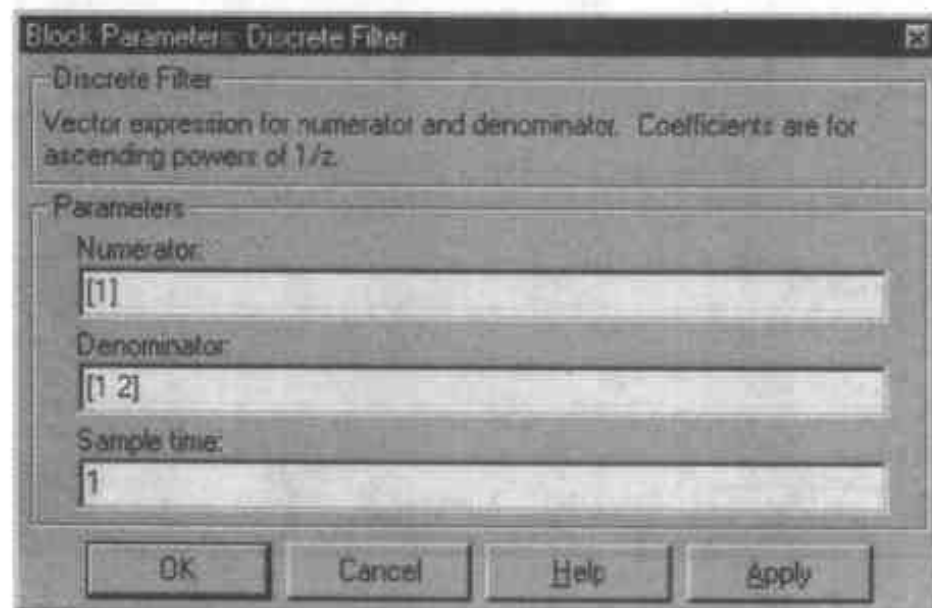 Block Parameters: Discrete Filter
Discrete Filter
Vector expression for numerator and denominator. Coefficients are for
ascending powers of 1/z.
Parameters
Numerator:
[1]
Denominator:
[1 2]
Sample time:
1
OK
Cancel
Help
Apply